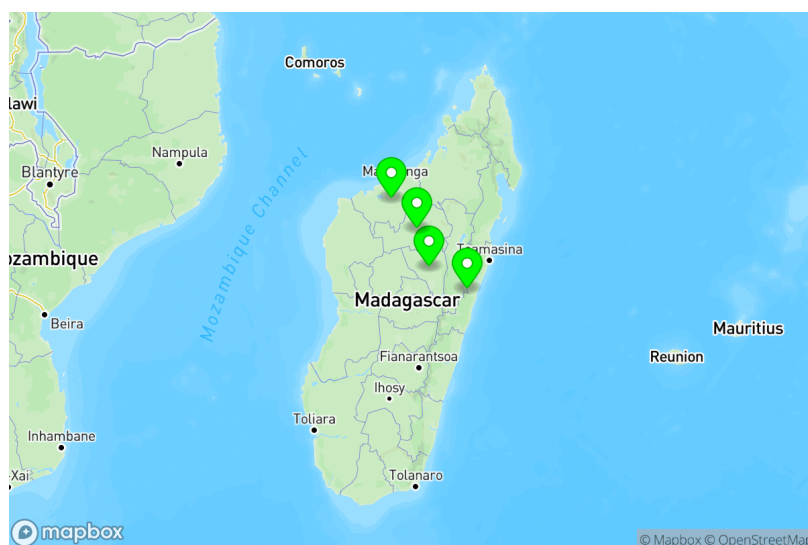 Comoros
lawi
Nampula
Blantyre
Mozambique Channel
ozambique
Madagascar
Beira
Mauritius
Reunion
Fianarantsoa
Ihosy
Toliara
Inhambane
-Xai
Tolanaro
mapbox
© Mapbox © OpenStreetMap